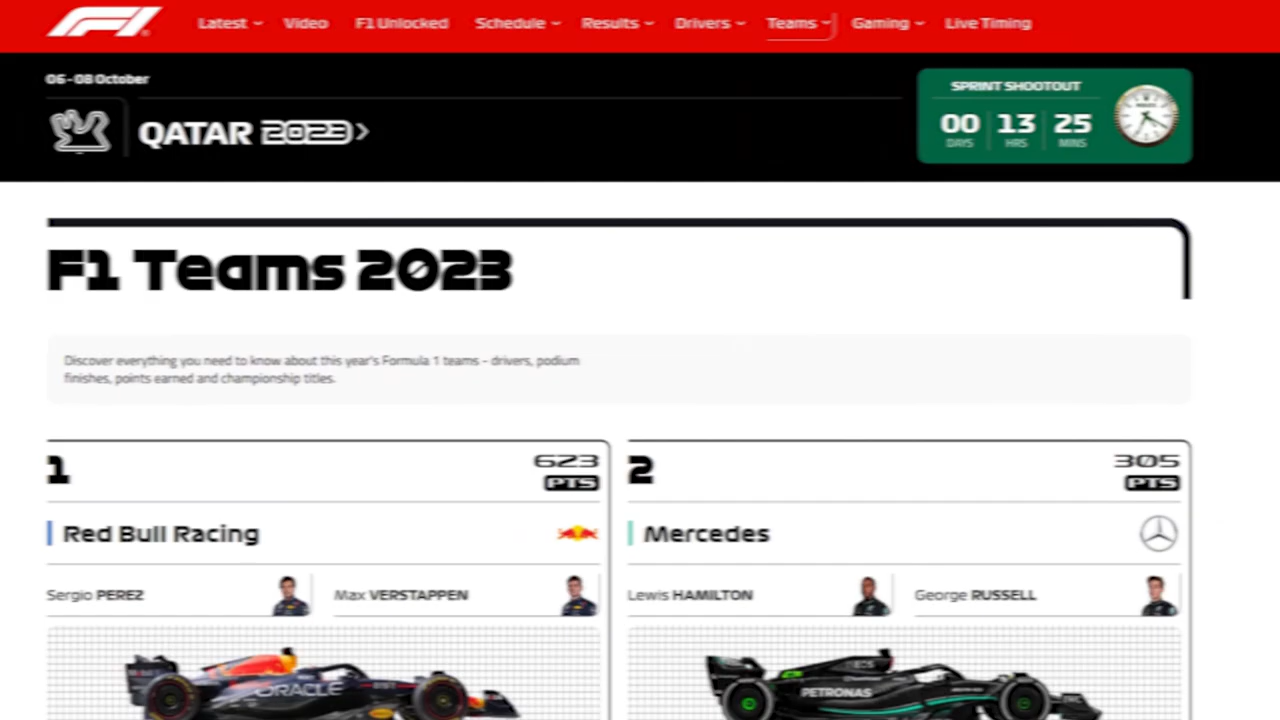 F1
Latest Video F1 Unlocked Schedule Results Drivers Teams Gaming Live Timing
06 - 08 October
QATAR 2023
SPRINT SHOOTOUT
00 13 25
DAYS HRS MINS
F1 Teams 2023
Discover everything you need to know about this year's Formula 1 teams - drivers, podium
finishes, points earned and championship titles.
1
623
PTS
Red Bull Racing
Sergio PEREZ
Max VERSTAPPEN
ORACLE
2
305
PTS
Mercedes
Lewis HAMILTON
George RUSSELL
PETRONAS